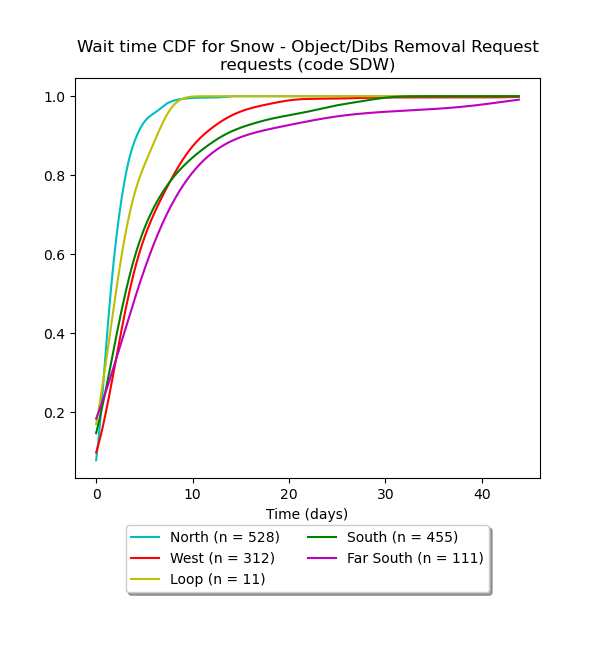 Wait time CDF for Snow - Object/Dibs Removal Request
requests (code SDW)
1.0
0.8
0.6
0.4
0.2
0 10 20 30 40
Time (days)
North (n = 528) South (n = 455)
West (n = 312) Far South (n = 111)
Loop (n = 11)